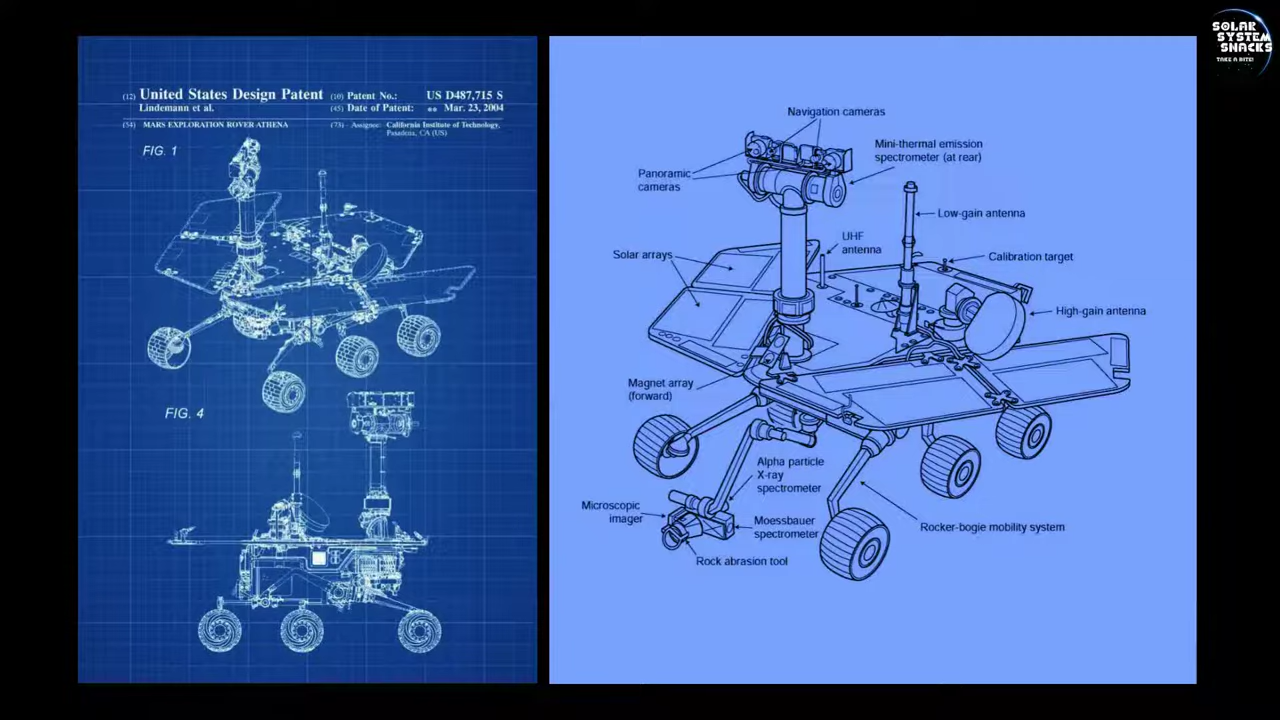 SOLAR
SYSTEM
SNACKS
TAKE A BITE!
(12) United States Design Patent (10) Patent No.: US D487,715 S
Lindemann et al. (45) Date of Patent: ** Mar. 23, 2004
(54) MARS EXPLORATION ROVER ATHENA (73) - Assignee: California Institute of Technology,
Pasadena, CA (US)
FIG. 1
FIG. 4
Navigation cameras
Mini-thermal emission
spectrometer (at rear)
Panoramic
cameras
Low-gain antenna
UHF
antenna
Solar arrays
Calibration target
High-gain antenna
Magnet array
(forward)
Alpha particle
X-ray
spectrometer
Microscopic
imager
Moessbauer
spectrometer
Rocker-bogie mobility system
Rock abrasion tool